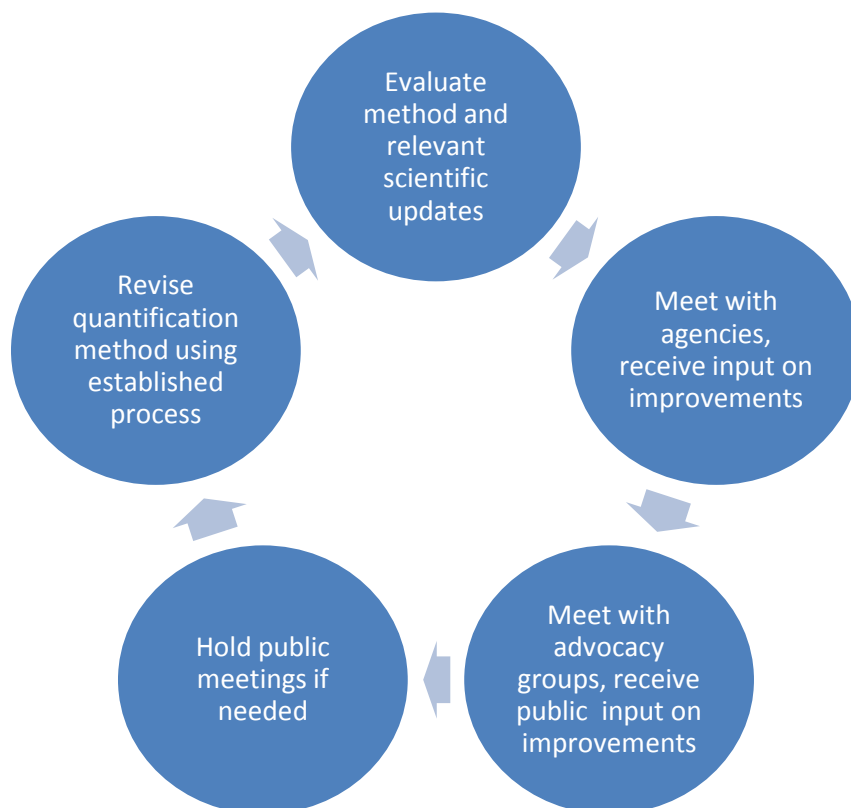 Evaluate
method and
relevant
scientific
updates
Meet with
agencies,
receive input on
improvements
Meet with
advocacy
groups, receive
public  input on
improvements
Hold public
meetings if
needed
Revise
quantification
method using
established
process